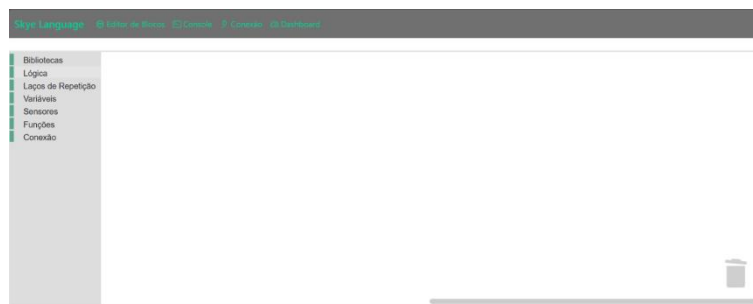 Skye Language Editor de Blocos Console Conexão Dashboard
Bibliotecas
Lógica
Laços de Repetição
Variáveis
Sensores
Funções
Conexão